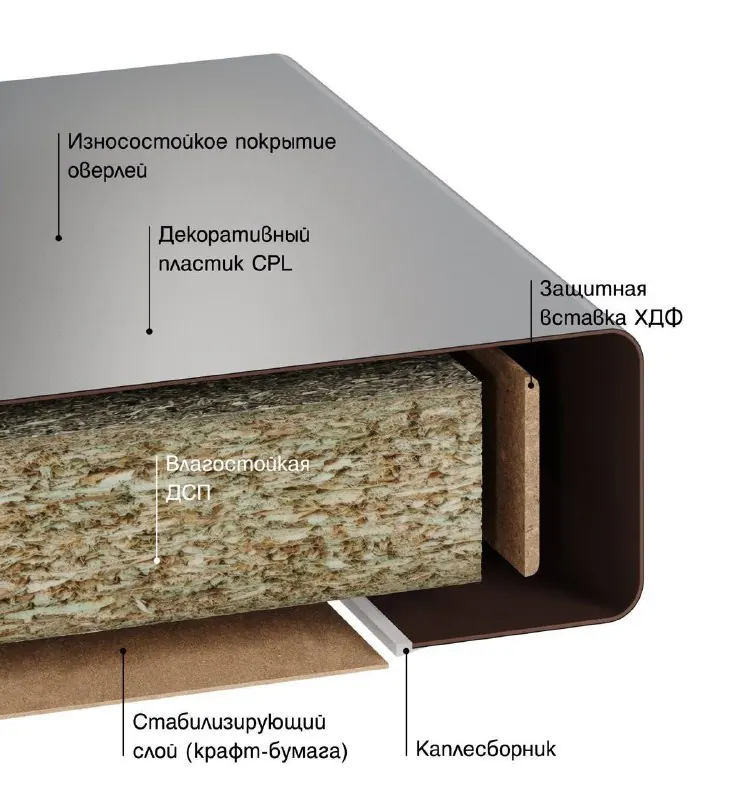 Износостойкое покрытие
оверлей
Декоративный
пластик CPL
Защитная
вставка ХДФ
Влагостойкая
ДСП
Стабилизирующий
слой (крафт-бумага)
Каплесборник